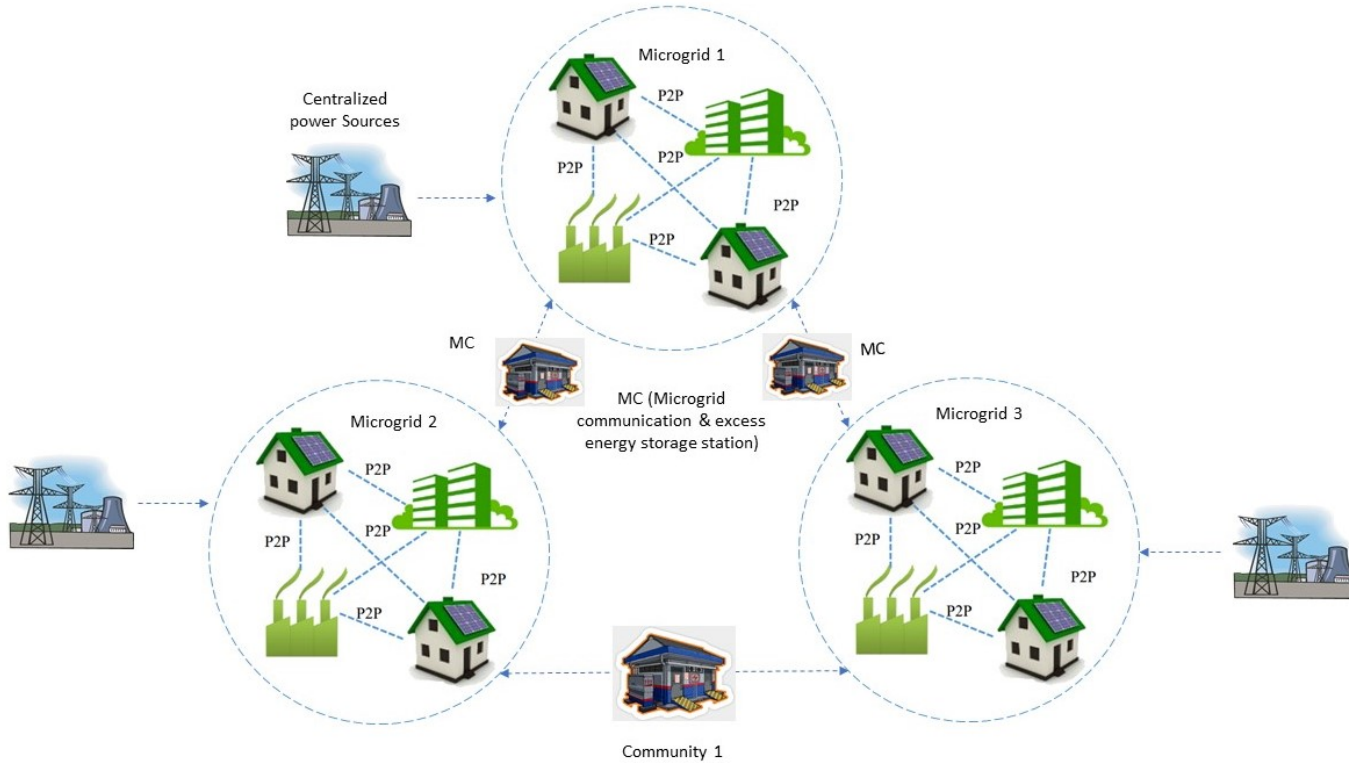 Microgrid 1
Centralized
power Sources
P2P
P2P
P2P
P2P
P2P
MC
MC
MC (Microgrid
communication & excess
energy storage station)
Microgrid 2
P2P
P2P
P2P
P2P
P2P
Microgrid 3
P2P
P2P
P2P
P2P
P2P
Community 1